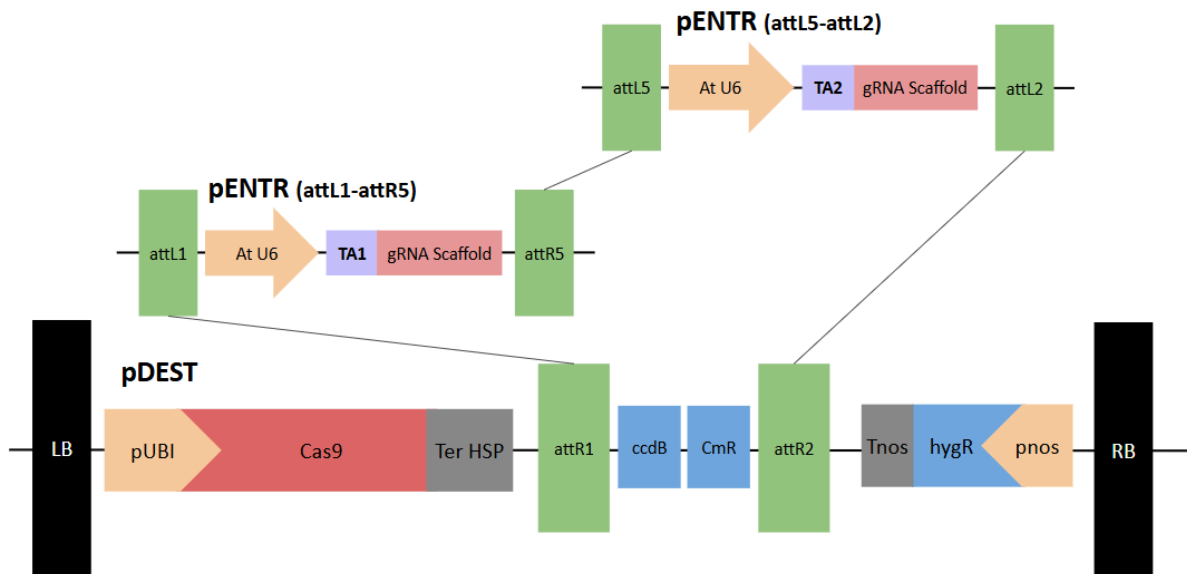 pENTR (attL5-attL2)
attL5
At U6
TA2
gRNA Scaffold
attL2
pENTR (attL1-attR5)
attL1
At U6
TA1
gRNA Scaffold
attR5
pDEST
LB
pUBI
Cas9
Ter HSP
attR1
ccdB
CmR
attR2
Tnos
hygR
pnos
RB